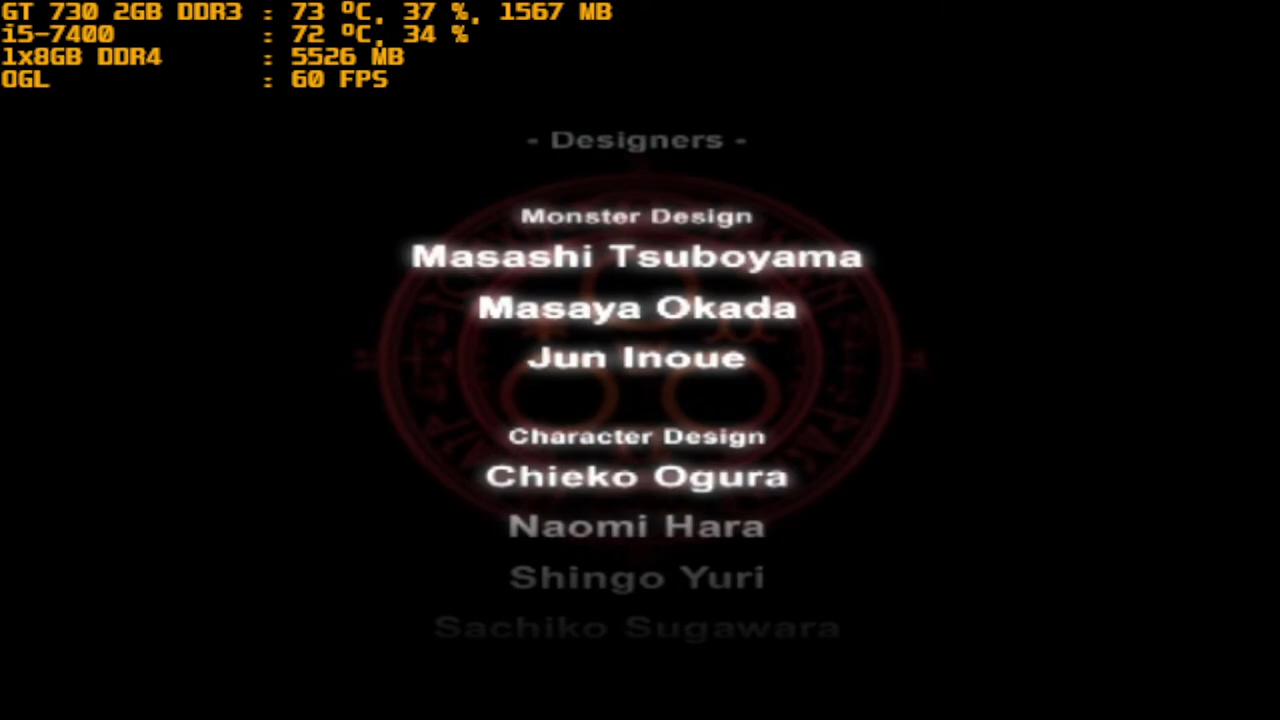 GT 730 2GB DDR3 : 73 ºC, 37 %, 1567 MB
i5-7400 : 72 ºC, 34 %
1x8GB DDR4 : 5526 MB
OGL : 60 FPS
- Designers -
Monster Design
Masashi Tsuboyama
Masaya Okada
Jun Inoue
Character Design
Chieko Ogura
Naomi Hara
Shingo Yuri
Sachiko Sugawara